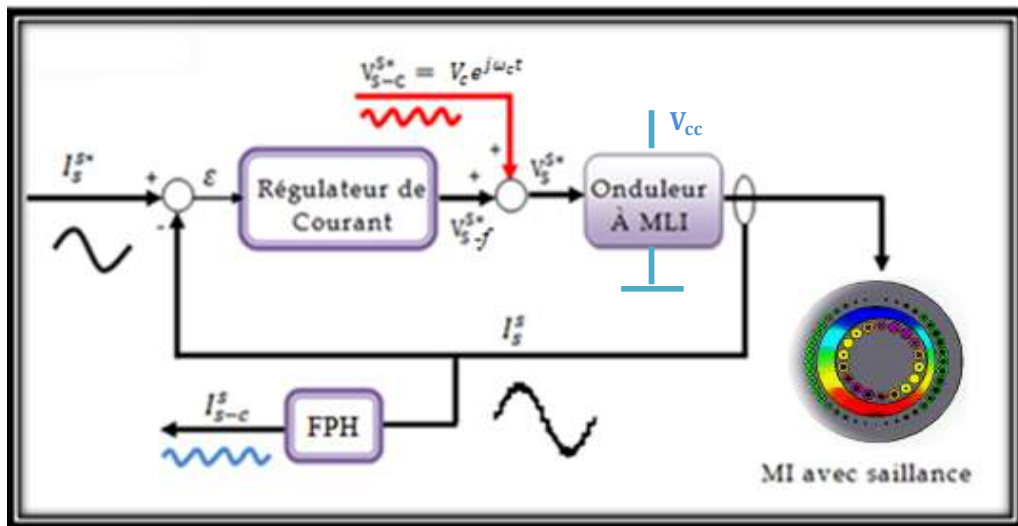 V_{s-c}^{s*} = V_c e^{jω_c t}
V_cc
I_s^{s*}
+
-
ε
Régulateur de
Courant
+
+
V_{s-f}^{s*}
V_s^{s*}
Onduleur
À MLI
I_s^s
I_{s-c}^s
FPH
MI avec saillance